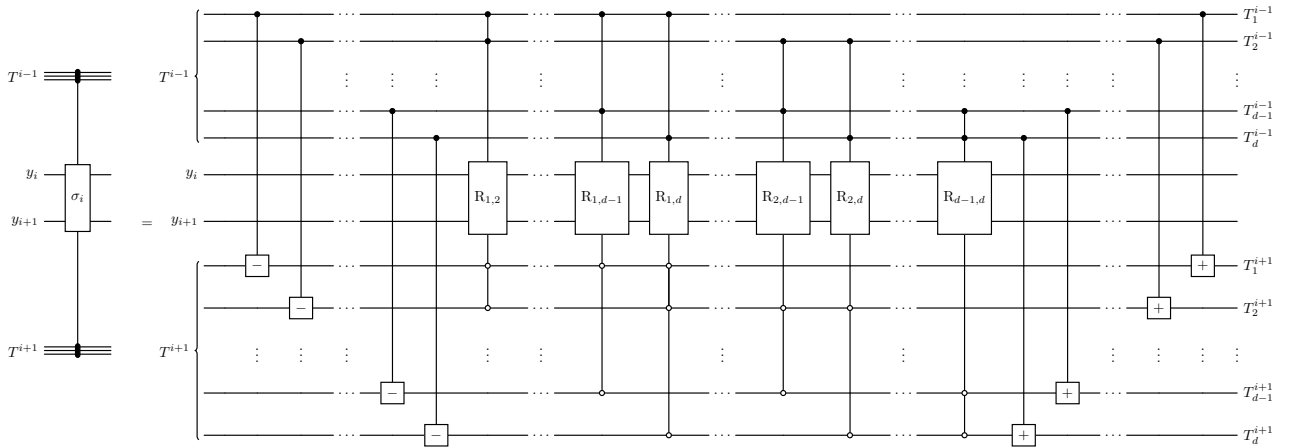 T^{i-1}
y_i
σ_i
y_{i+1}
T^{i+1}
=
T^{i-1}
y_i
y_{i+1}
T^{i+1}
··· ··· ··· ··· ··· ···
R_{1,2} R_{1,d−1} R_{1,d} R_{2,d−1} R_{2,d} R_{d−1,d}
− − − −
+ + + +
T_1^{i-1}
T_2^{i-1}
⋮
T_{d-1}^{i-1}
T_d^{i-1}
T_1^{i+1}
T_2^{i+1}
⋮
T_{d-1}^{i+1}
T_d^{i+1}